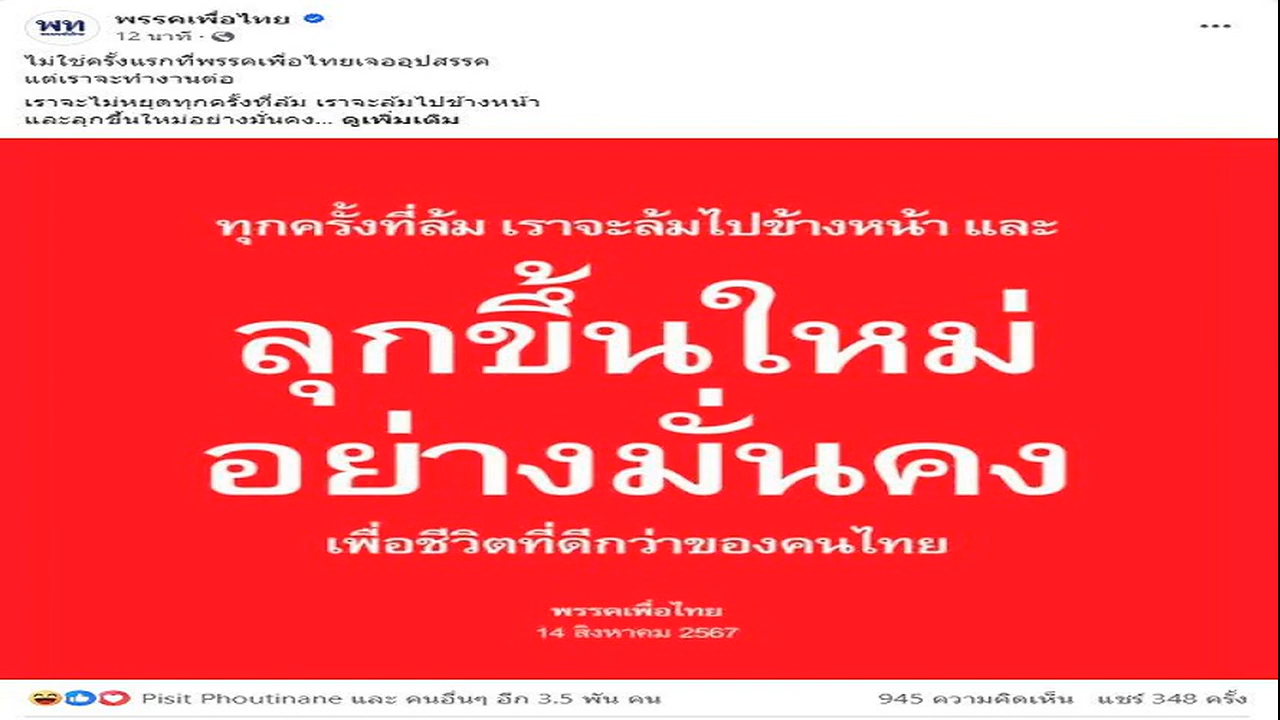 พท
พรรคเพื่อไทย
12 นาที ·
ไม่ใช่ครั้งแรกที่พรรคเพื่อไทยเจออุปสรรค
แต่เราจะทำงานต่อ
เราจะไม่หยุดทุกครั้งที่ล้ม เราจะล้มไปข้างหน้า
และลุกขึ้นใหม่อย่างมั่นคง... ดูเพิ่มเติม
ทุกครั้งที่ล้ม เราจะล้มไปข้างหน้า และ
ลุกขึ้นใหม่
อย่างมั่นคง
เพื่อชีวิตที่ดีกว่าของคนไทย
พรรคเพื่อไทย
14 สิงหาคม 2567
Pisit Phoutinane และ คนอื่นๆ อีก 3.5 พัน คน 945 ความคิดเห็น แชร์ 348 ครั้ง